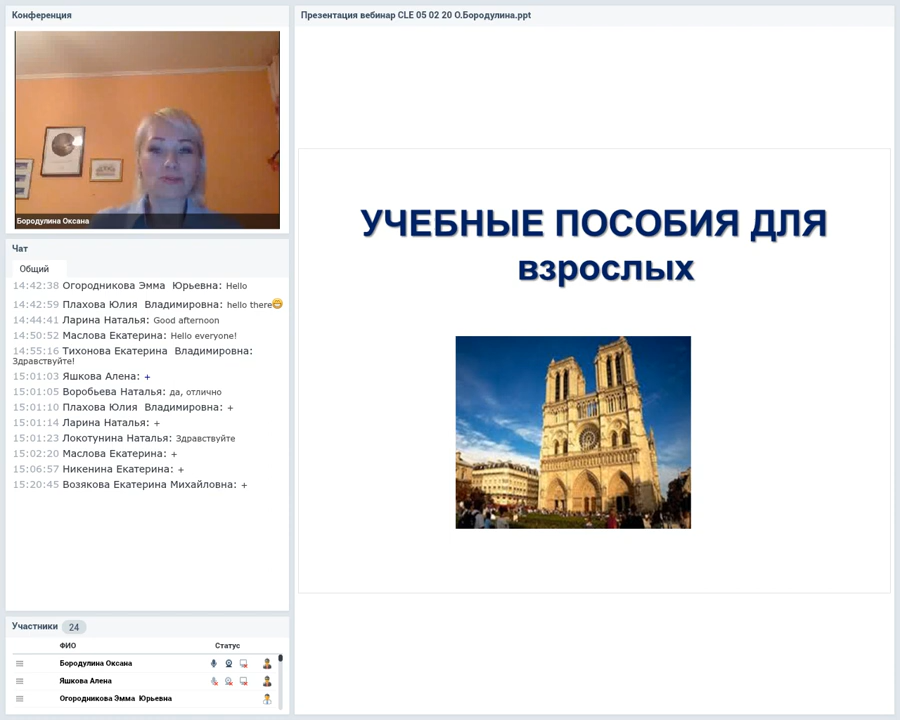 Конференция
Бородулина Оксана
Чат
Общий
14:42:38 Огородникова Эмма Юрьевна: Hello
14:42:59 Плахова Юлия Владимировна: hello there
14:44:41 Ларина Наталья: Good afternoon
14:50:52 Маслова Екатерина: Hello everyone!
14:55:16 Тихонова Екатерина Владимировна:
Здравствуйте!
15:01:03 Яшкова Алена: +
15:01:05 Воробьева Наталья: да, отлично
15:01:10 Плахова Юлия Владимировна: +
15:01:14 Ларина Наталья: +
15:01:23 Локотунина Наталья: Здравствуйте
15:02:20 Маслова Екатерина: +
15:06:57 Никенина Екатерина: +
15:20:45 Возякова Екатерина Михайловна: +
Участники 24
ФИО Статус
Бородулина Оксана
Яшкова Алена
Огородникова Эмма Юрьевна
Презентация вебинар CLE 05 02 20 О.Бородулина.ppt
УЧЕБНЫЕ ПОСОБИЯ ДЛЯ
взрослых